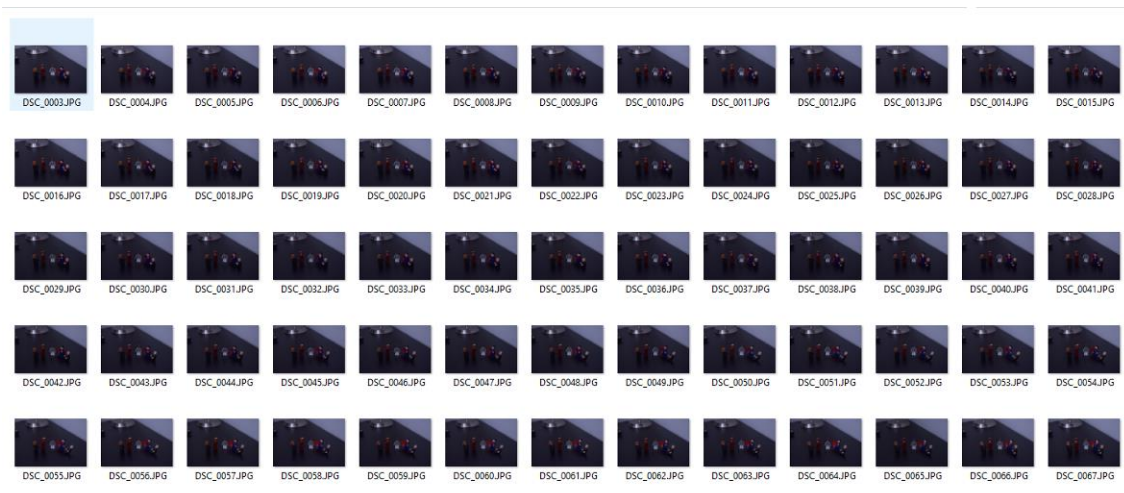 DSC_0003.JPG DSC_0004.JPG DSC_0005.JPG DSC_0006.JPG DSC_0007.JPG DSC_0008.JPG DSC_0009.JPG DSC_0010.JPG DSC_0011.JPG DSC_0012.JPG DSC_0013.JPG DSC_0014.JPG DSC_0015.JPG
DSC_0016.JPG DSC_0017.JPG DSC_0018.JPG DSC_0019.JPG DSC_0020.JPG DSC_0021.JPG DSC_0022.JPG DSC_0023.JPG DSC_0024.JPG DSC_0025.JPG DSC_0026.JPG DSC_0027.JPG DSC_0028.JPG
DSC_0029.JPG DSC_0030.JPG DSC_0031.JPG DSC_0032.JPG DSC_0033.JPG DSC_0034.JPG DSC_0035.JPG DSC_0036.JPG DSC_0037.JPG DSC_0038.JPG DSC_0039.JPG DSC_0040.JPG DSC_0041.JPG
DSC_0042.JPG DSC_0043.JPG DSC_0044.JPG DSC_0045.JPG DSC_0046.JPG DSC_0047.JPG DSC_0048.JPG DSC_0049.JPG DSC_0050.JPG DSC_0051.JPG DSC_0052.JPG DSC_0053.JPG DSC_0054.JPG
DSC_0055.JPG DSC_0056.JPG DSC_0057.JPG DSC_0058.JPG DSC_0059.JPG DSC_0060.JPG DSC_0061.JPG DSC_0062.JPG DSC_0063.JPG DSC_0064.JPG DSC_0065.JPG DSC_0066.JPG DSC_0067.JPG